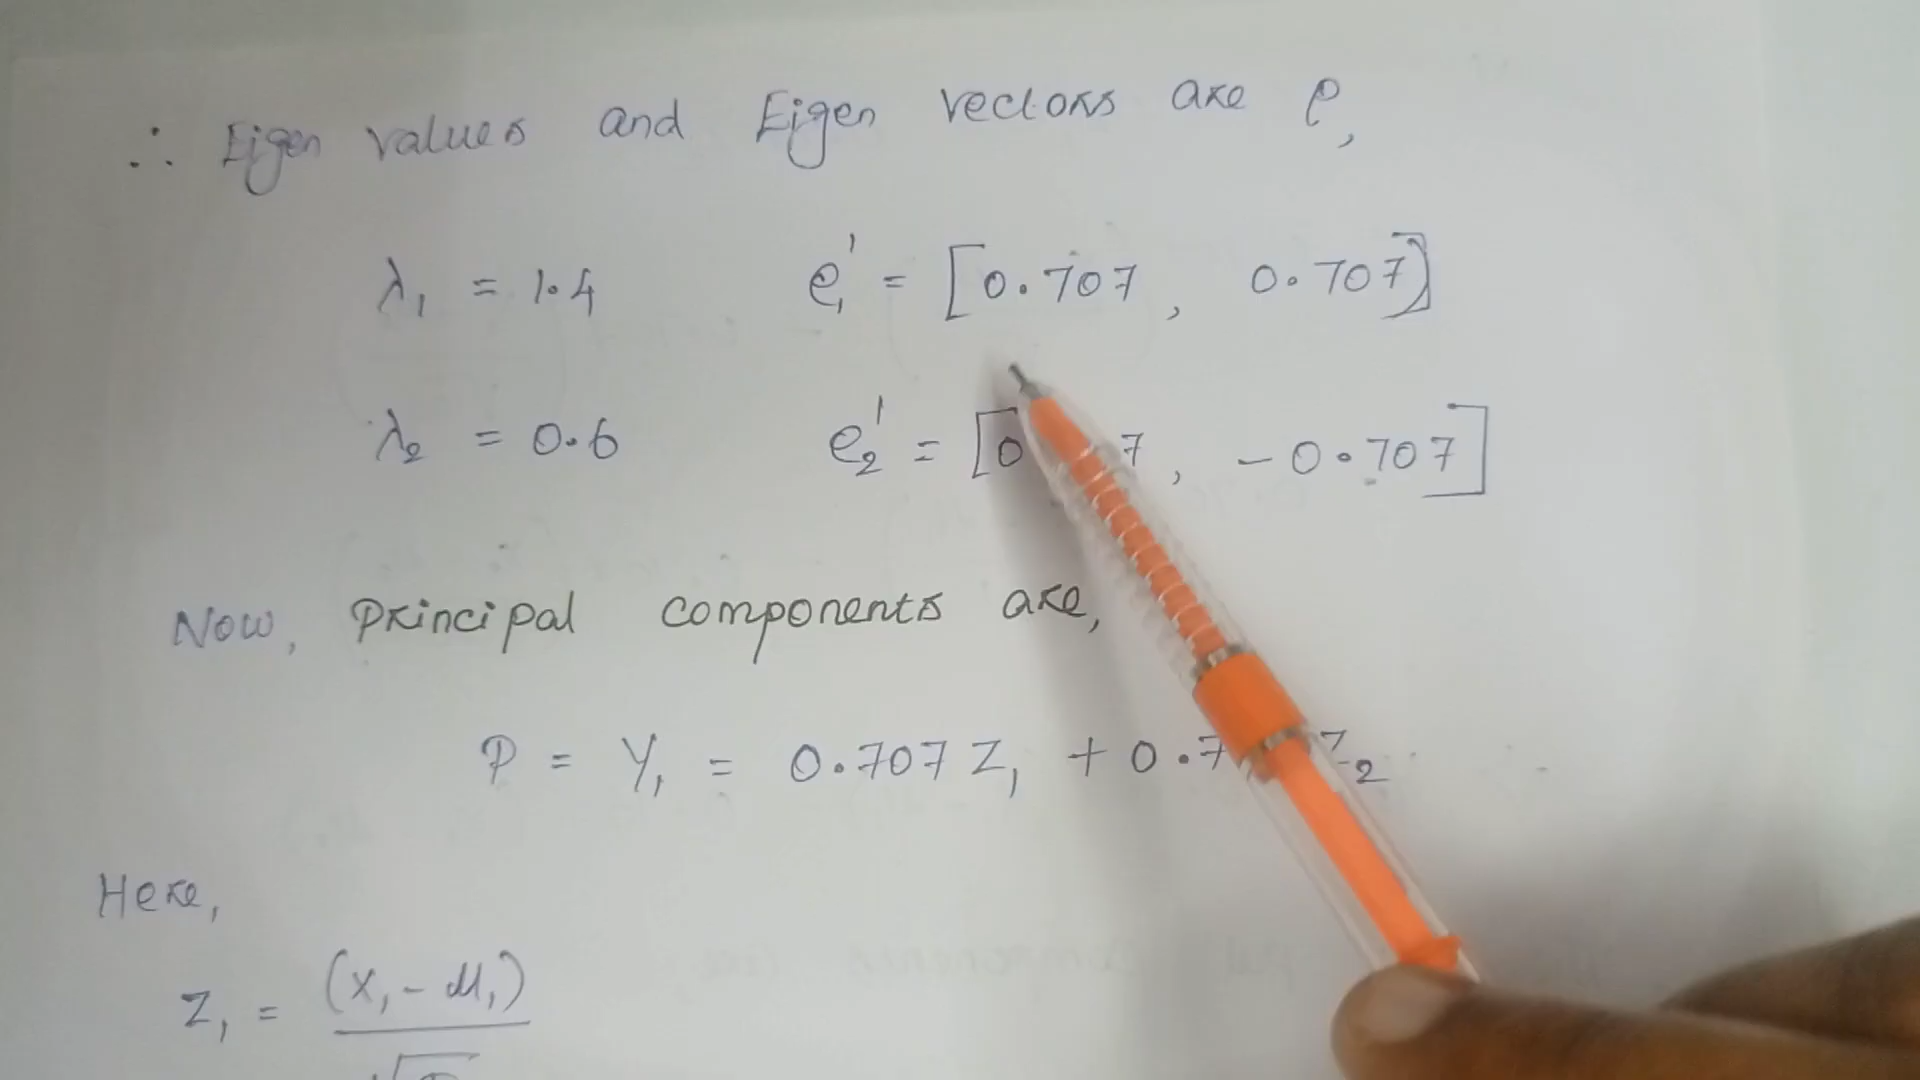 ∴ Eigen values and Eigen vectors are ρ,
λ₁ = 1.4 e₁' = [0.707, 0.707]
λ₂ = 0.6 e₂' = [0 7, -0.707]
Now, Principal components are,
P = Y₁ = 0.707 Z₁ + 0.7 Z₂
Here,
Z₁ = (X₁ - μ₁)